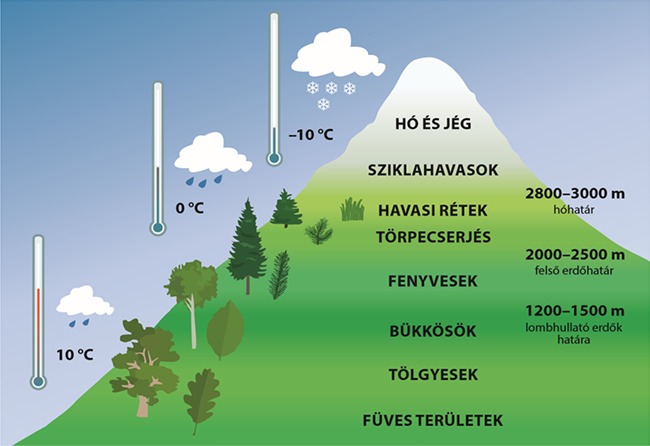 HÓ ÉS JÉG
–10 °C
SZIKLAHAVASOK
2800–3000 m
hóhatár
0 °C
HAVASI RÉTEK
TÖRPECSERJÉS
2000–2500 m
felső erdőhatár
FENYVESEK
1200–1500 m
lombhullató erdők
határa
BÜKKÖSÖK
10 °C
TÖLGYESEK
FÜVES TERÜLETEK